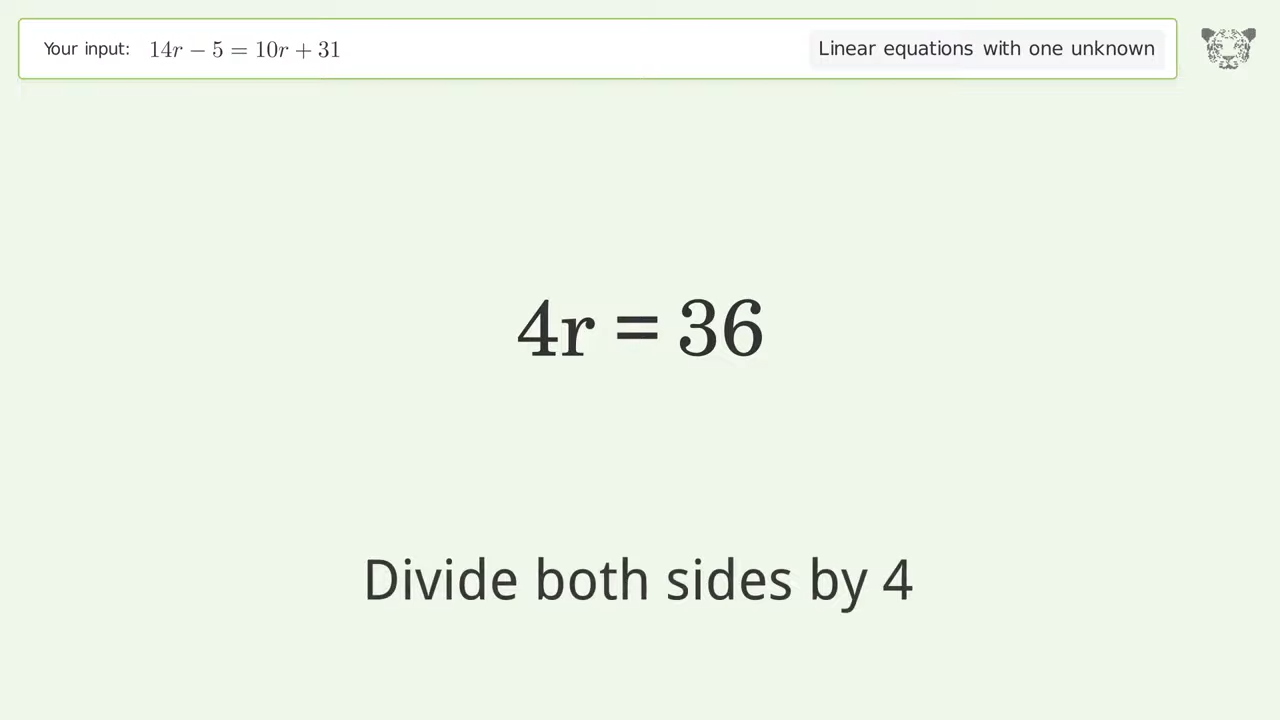 Your input: 14r − 5 = 10r + 31 Linear equations with one unknown
4r = 36
Divide both sides by 4